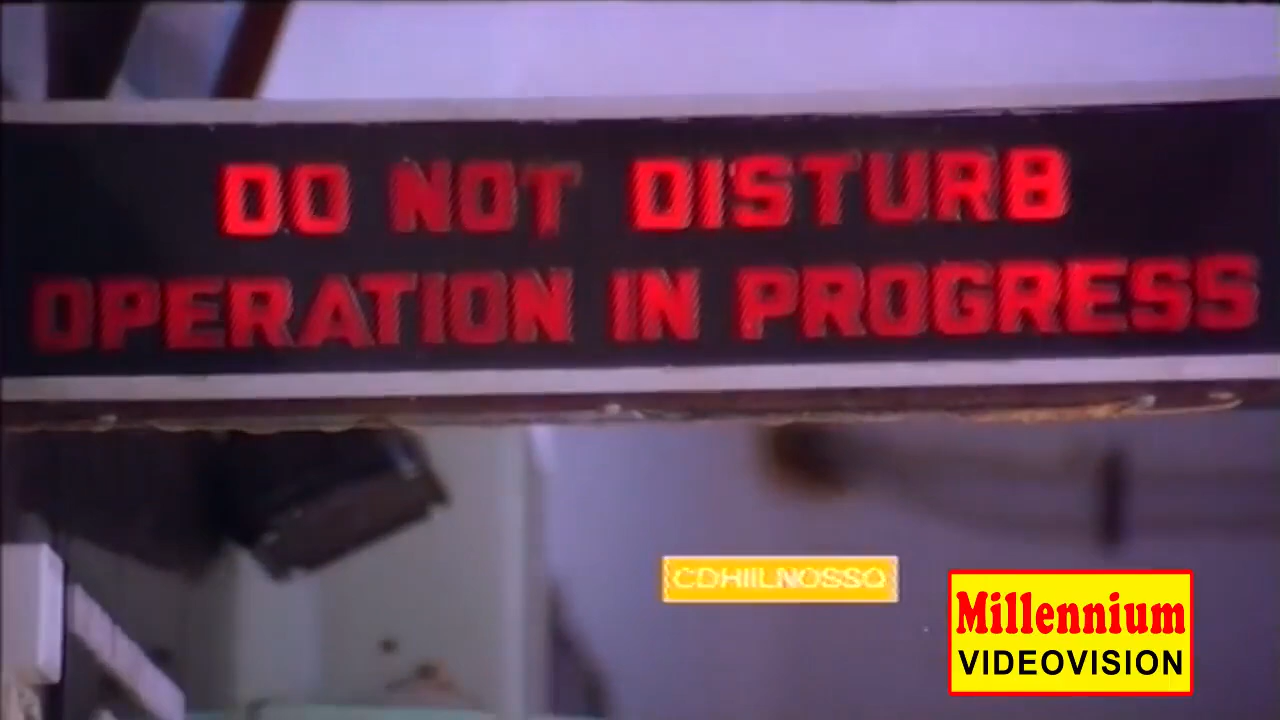 DO NOT DISTURB
OPERATION IN PROGRESS
CDHIILNOSSO
Millennium
VIDEOVISION